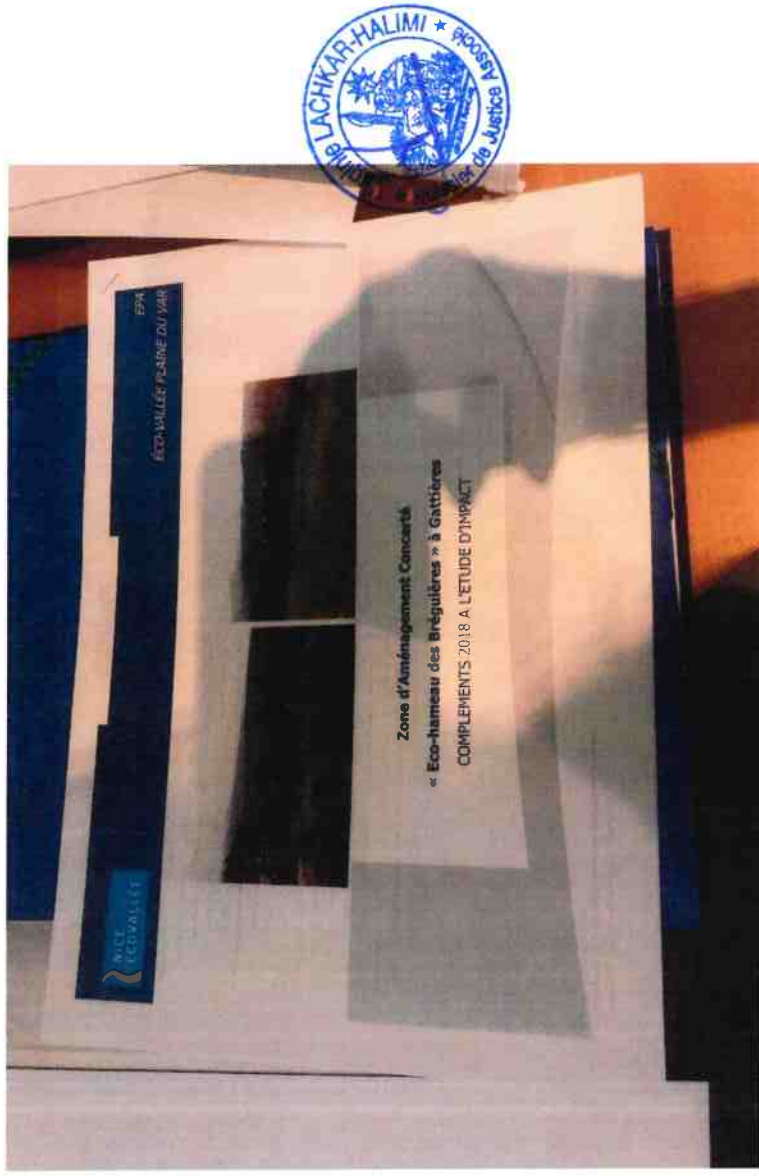 LACHKAR-HALIMI ★
de Justice Associé
NICE
ECOVALLÉE
EPA
ÉCO-VALLÉE PLAINE DU VAR
Zone d'Aménagement Concerté
« Eco-hameau des Bréguières » à Gattières
COMPLEMENTS 2018 A L'ETUDE D'IMPACT